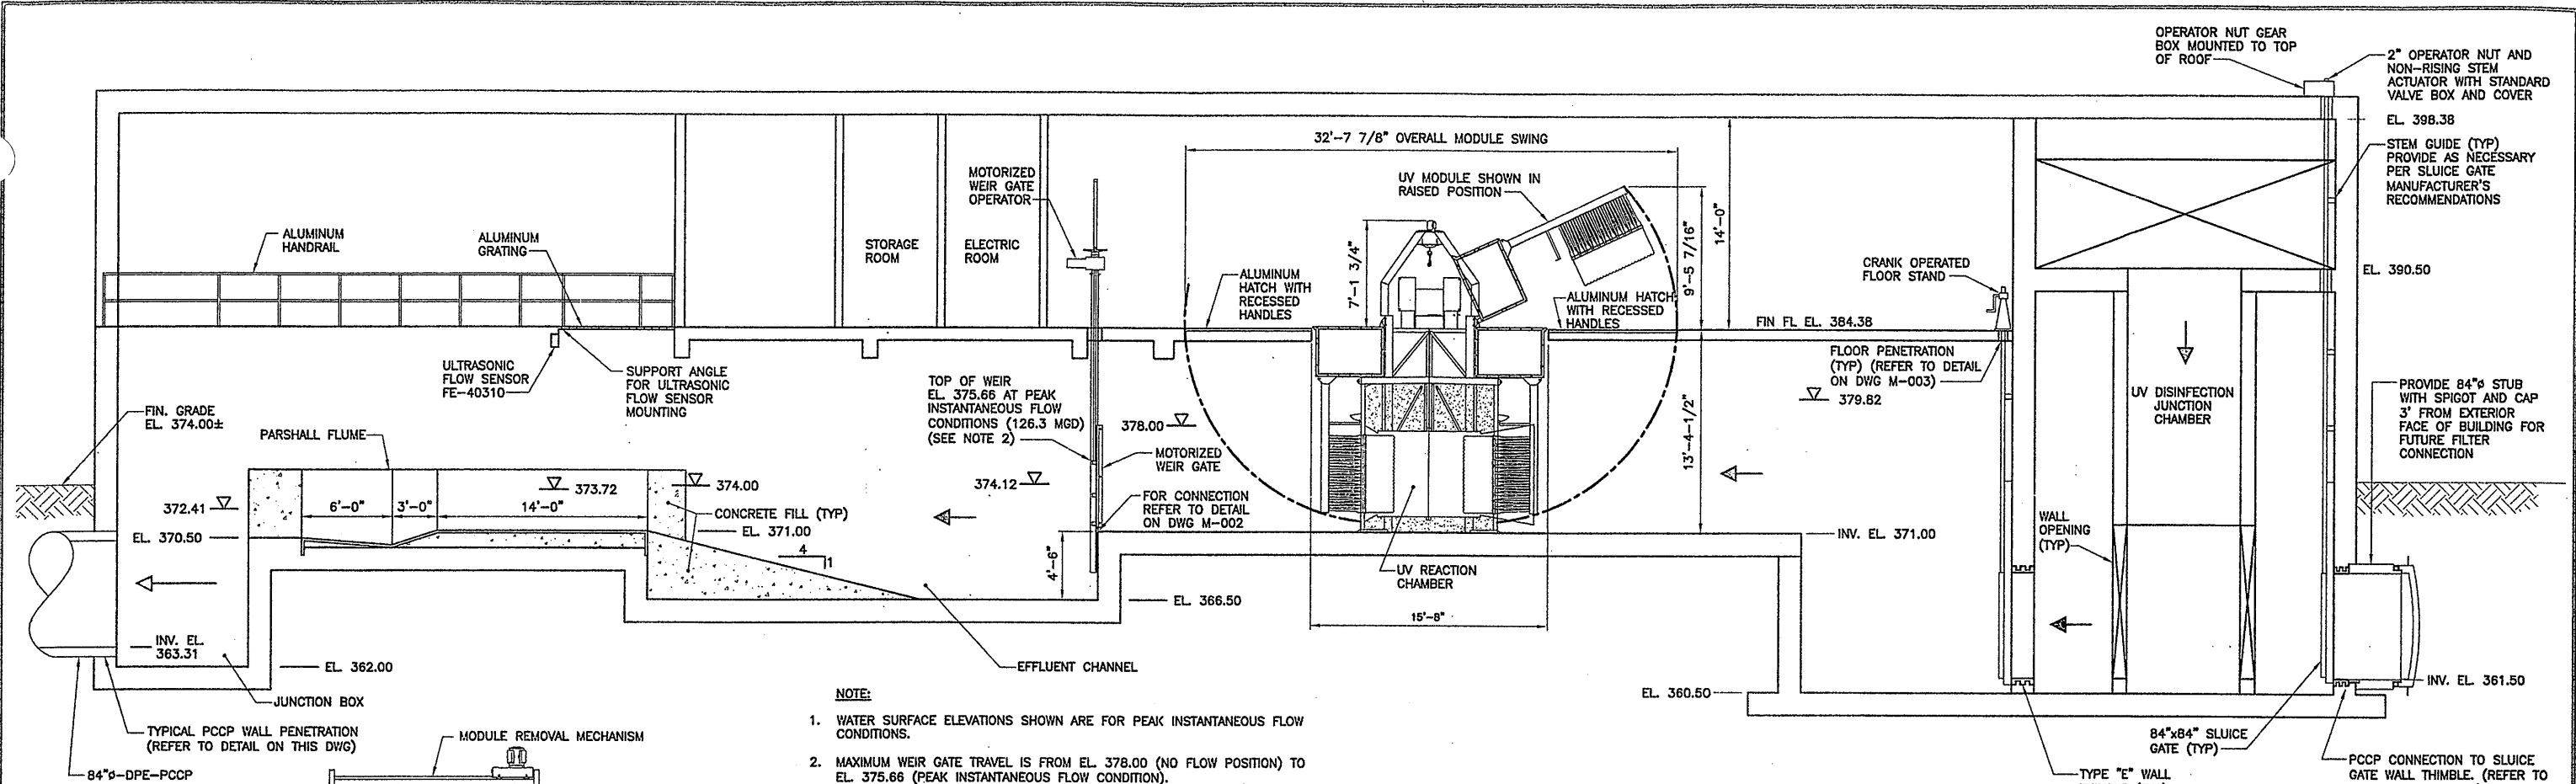 OPERATOR NUT GEAR
BOX MOUNTED TO TOP
OF ROOF
2" OPERATOR NUT AND
NON-RISING STEM
ACTUATOR WITH STANDARD
VALVE BOX AND COVER
EL. 398.38
STEM GUIDE (TYP)
PROVIDE AS NECESSARY
PER SLUICE GATE
MANUFACTURER'S
RECOMMENDATIONS
32'-7 7/8" OVERALL MODULE SWING
MOTORIZED
WEIR GATE
OPERATOR
UV MODULE SHOWN IN
RAISED POSITION
ALUMINUM
HANDRAIL
ALUMINUM
GRATING
STORAGE
ROOM
ELECTRIC
ROOM
7'-1 3/4"
9'-5 7/16"
14'-0"
ALUMINUM
HATCH WITH
RECESSED
HANDLES
ALUMINUM HATCH
WITH RECESSED
HANDLES
CRANK OPERATED
FLOOR STAND
EL. 390.50
FIN FL EL. 384.38
ULTRASONIC
FLOW SENSOR
FE-40310
SUPPORT ANGLE
FOR ULTRASONIC
FLOW SENSOR
MOUNTING
TOP OF WEIR
EL. 375.66 AT PEAK
INSTANTANEOUS FLOW
CONDITIONS (126.3 MGD)
(SEE NOTE 2)
378.00
FLOOR PENETRATION
(TYP) (REFER TO DETAIL
ON DWG M-003)
379.82
UV DISINFECTION
JUNCTION
CHAMBER
PROVIDE 84"ø STUB
WITH SPIGOT AND CAP
3' FROM EXTERIOR
FACE OF BUILDING FOR
FUTURE FILTER
CONNECTION
FIN. GRADE
EL. 374.00±
PARSHALL FLUME
MOTORIZED
WEIR GATE
13'-4-1/2"
372.41
6'-0"
3'-0"
14'-0"
373.72
374.00
374.12
CONCRETE FILL (TYP)
FOR CONNECTION
REFER TO DETAIL
ON DWG M-002
EL. 370.50
EL. 371.00
4
1
4'-6"
INV. EL. 371.00
WALL
OPENING
(TYP)
UV REACTION
CHAMBER
EL. 366.50
15'-8"
INV. EL.
363.31
EL. 362.00
EFFLUENT CHANNEL
JUNCTION BOX
EL. 360.50
INV. EL. 361.50
TYPICAL PCCP WALL PENETRATION
(REFER TO DETAIL ON THIS DWG)
84"ø-DPE-PCCP
MODULE REMOVAL MECHANISM
NOTE:
1. WATER SURFACE ELEVATIONS SHOWN ARE FOR PEAK INSTANTANEOUS FLOW
CONDITIONS.
2. MAXIMUM WEIR GATE TRAVEL IS FROM EL. 378.00 (NO FLOW POSITION) TO
EL. 375.66 (PEAK INSTANTANEOUS FLOW CONDITION).
84"x84" SLUICE
GATE (TYP)
TYPE "E" WALL
PCCP CONNECTION TO SLUICE
GATE WALL THIMBLE. (REFER TO